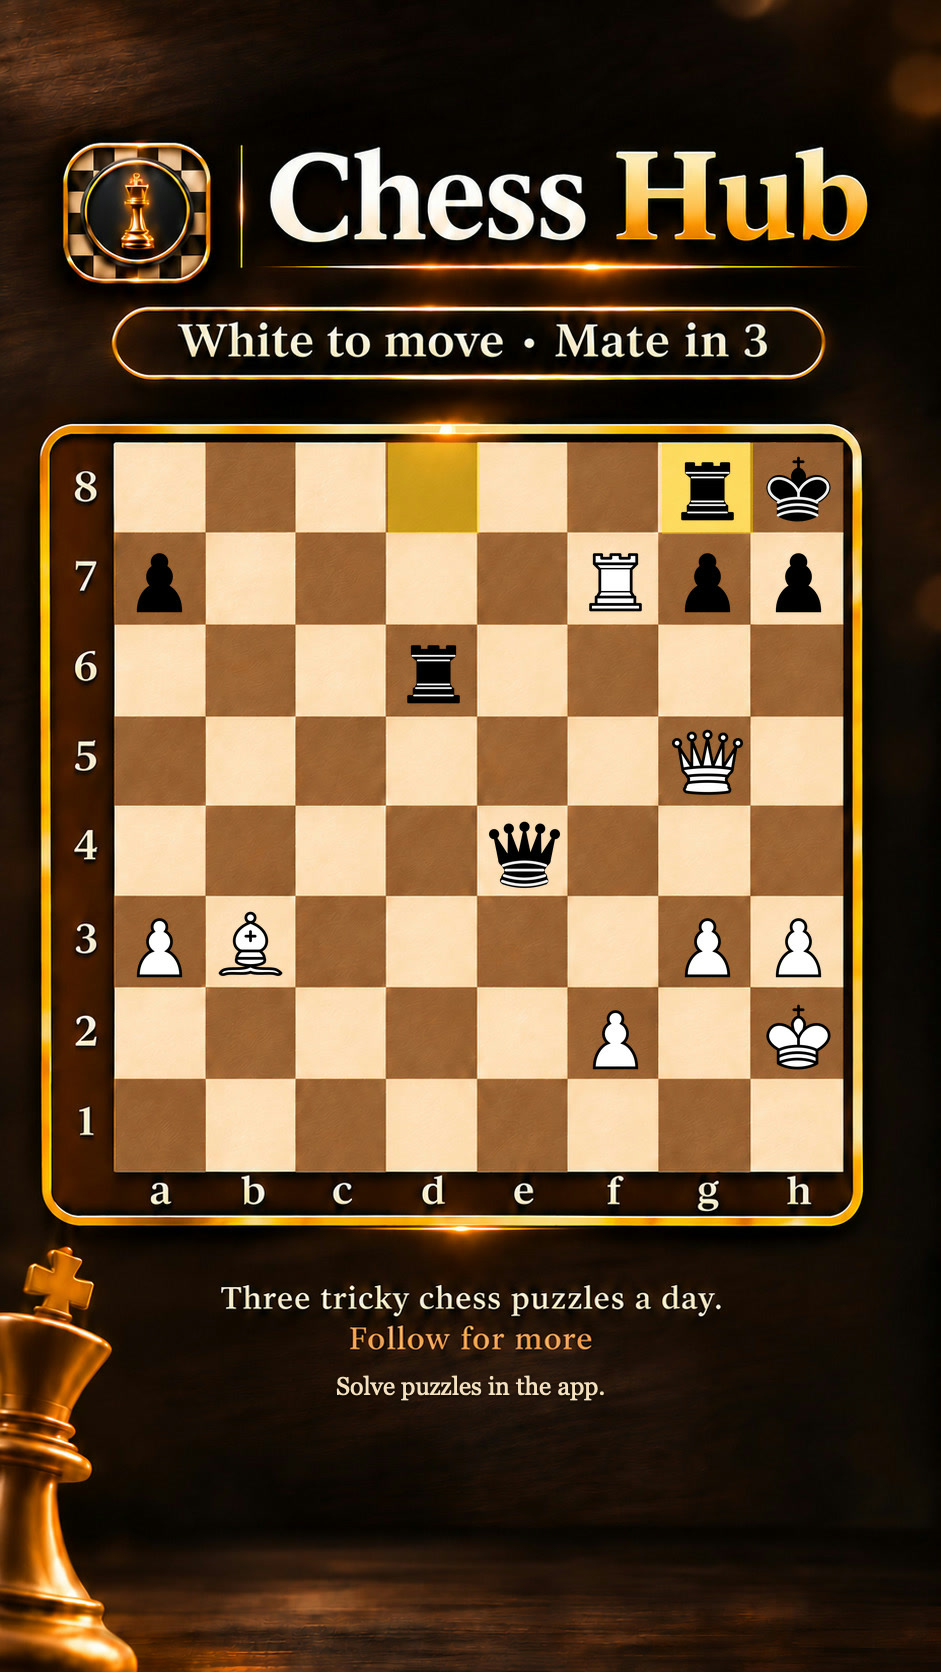 Chess Hub
White to move • Mate in 3
8
7
6
5
4
3
2
1
a b c d e f g h
Three tricky chess puzzles a day.
Follow for more
Solve puzzles in the app.